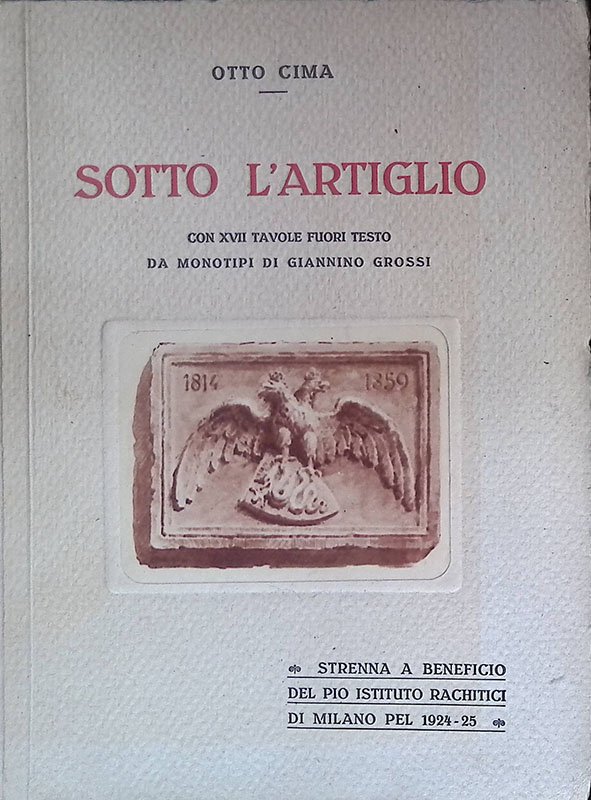 OTTO CIMA
SOTTO L'ARTIGLIO
CON XVII TAVOLE FUORI TESTO
DA MONOTIPI DI GIANNINO GROSSI
1814 1859
STRENNA A BENEFICIO
DEL PIO ISTITUTO RACHITICI
DI MILANO PEL 1924-25